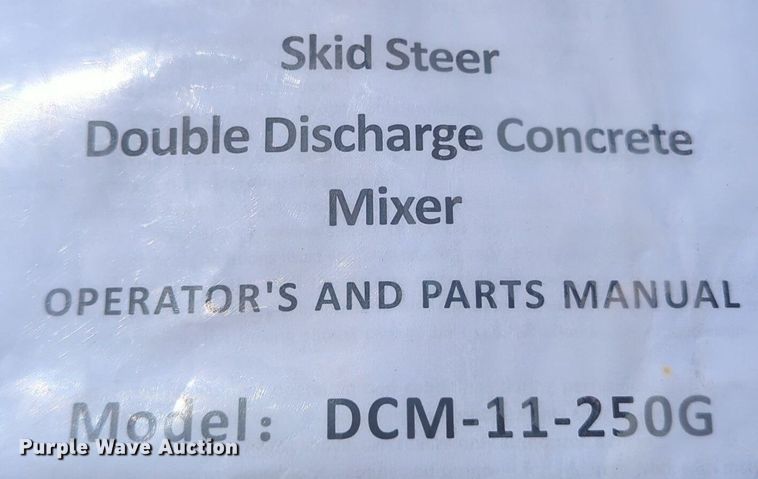 Skid Steer
Double Discharge Concrete
Mixer
OPERATOR'S AND PARTS MANUAL
Model: DCM-11-250G
Purple Wave Auction